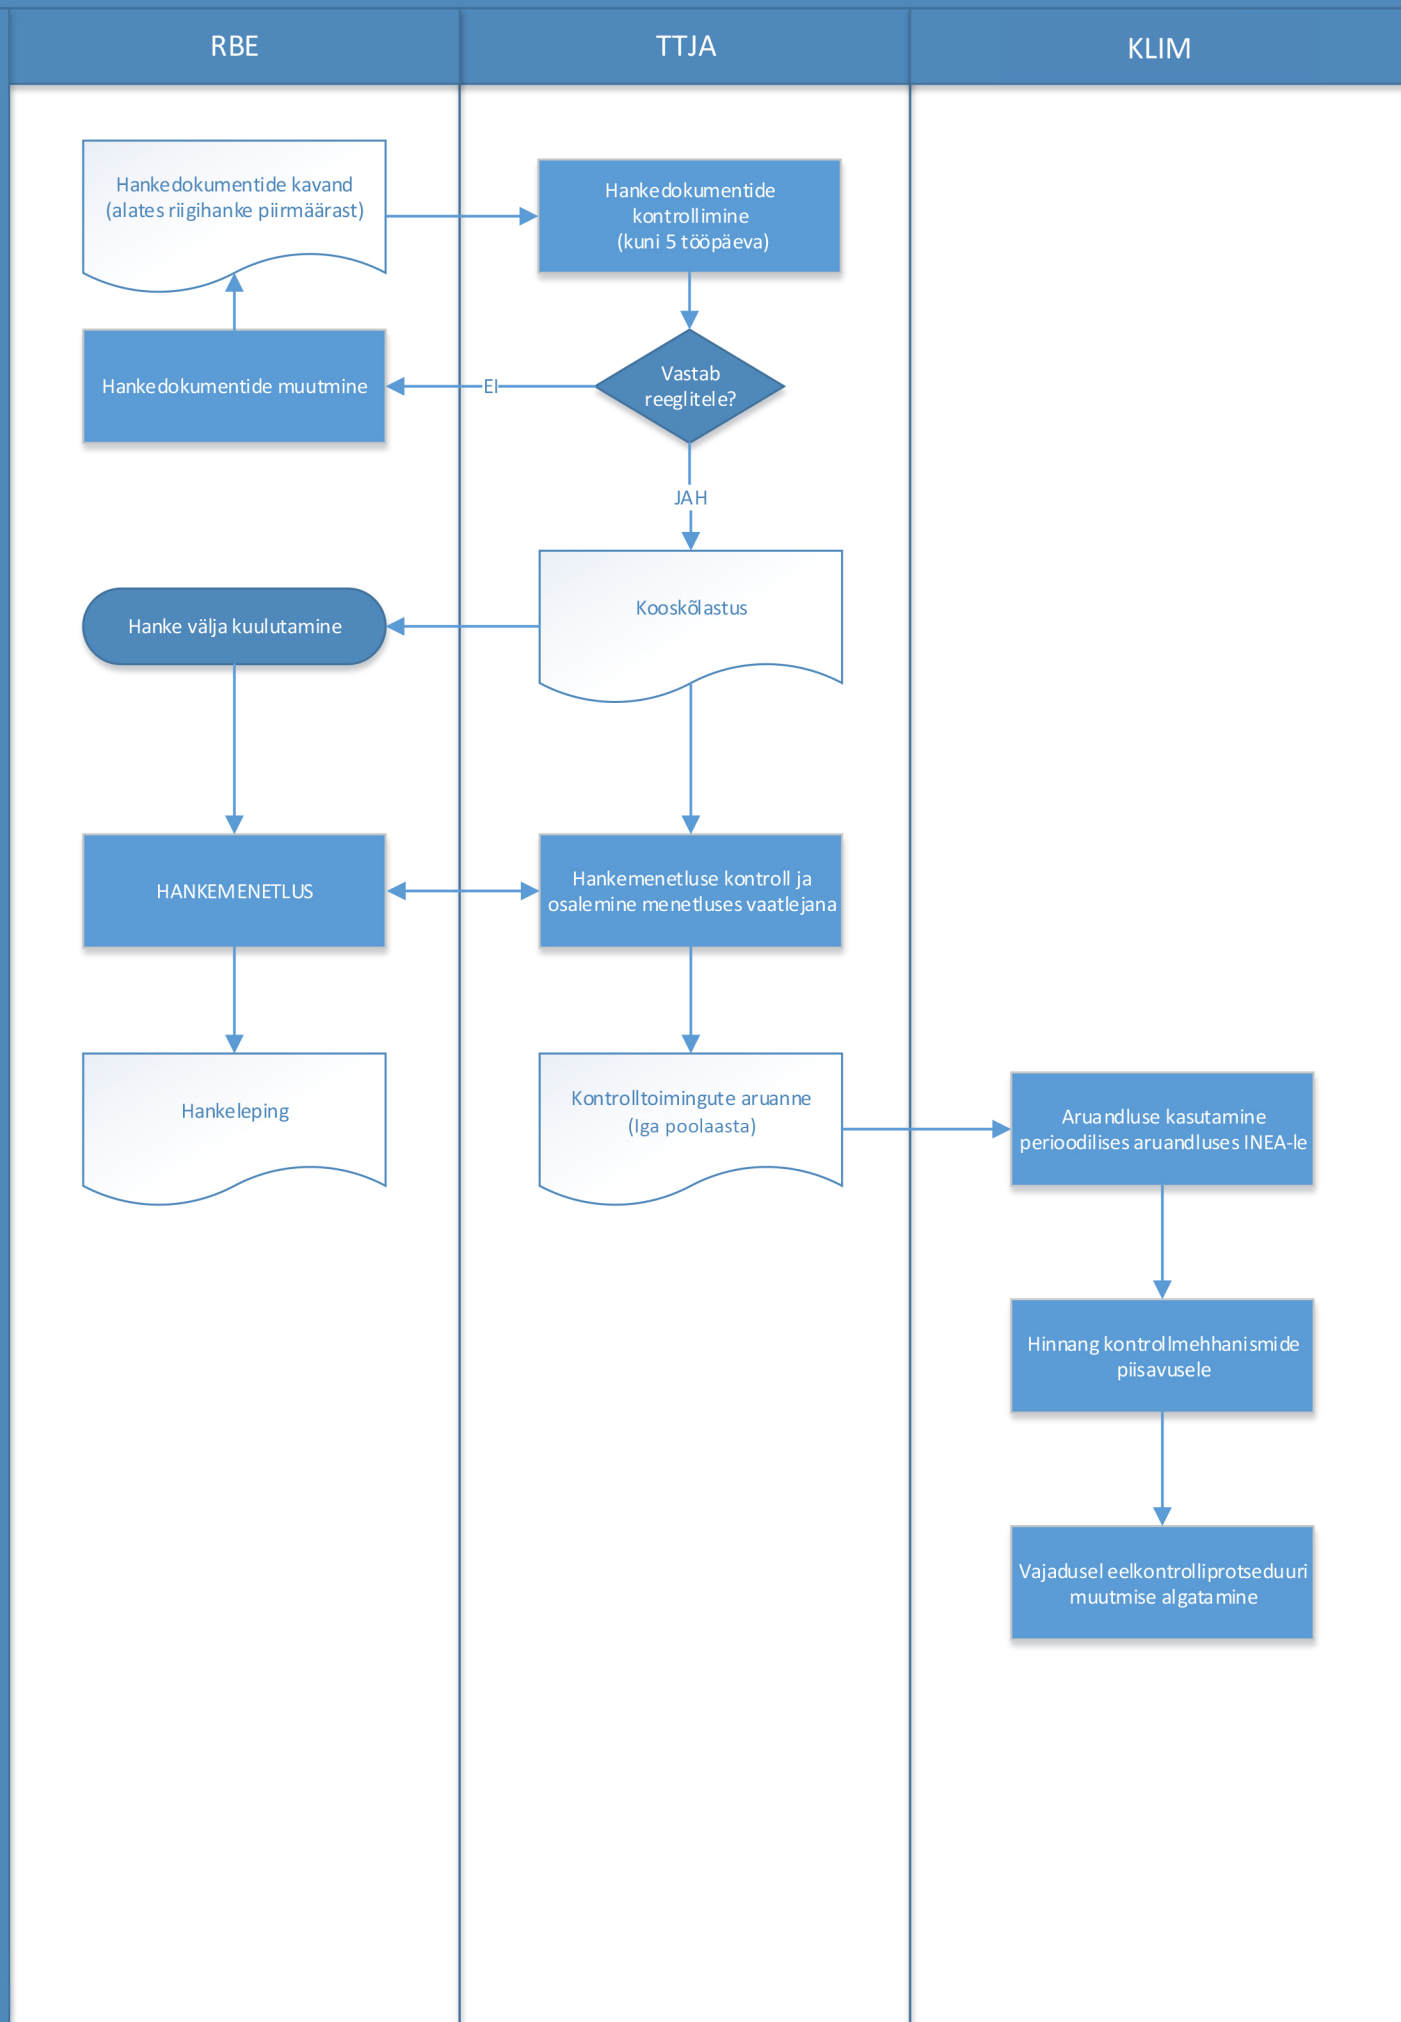 RBE
TTJA
KLIM
Hankedokumentide kavand
(alates riigihanke piirmäärast)
Hankedokumentide
kontrollimine
(kuni 5 tööpäeva)
Hankedokumentide muutmine
EI
Vastab
reeglitele?
JAH
Hanke välja kuulutamine
Kooskõlastus
HANKEMENETLUS
Hankemenetluse kontroll ja
osalemine menetluses vaatlejana
Hankeleping
Kontrolltoimingute aruanne
(Iga poolaasta)
Aruandluse kasutamine
perioodilises aruandluses INEA-le
Hinnang kontrollmehhanismide
piisavusele
Vajadusel eelkontrolliprotseduuri
muutmise algatamine